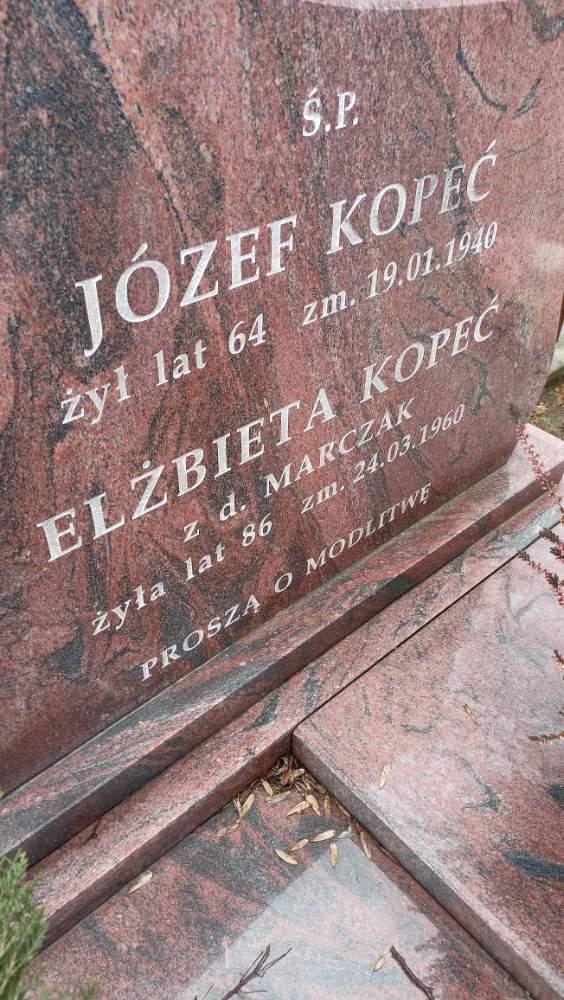 Ś.P.
JÓZEF KOPEĆ
żył lat 64 zm. 19.01.1940
ELŻBIETA KOPEĆ
z d. MARCZAK
żyła lat 86 zm. 24.03.1960
PROSZĄ O MODLITWĘ